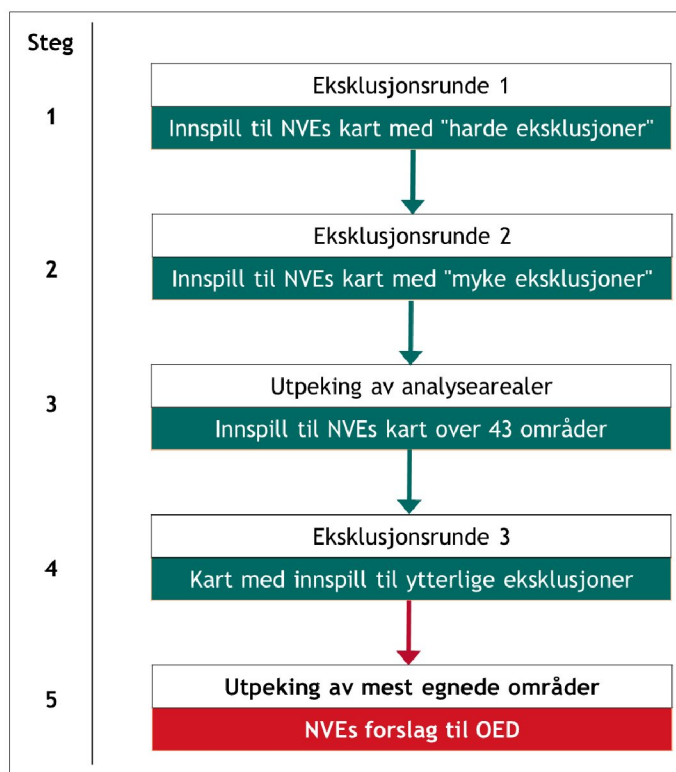 Steg
1
Eksklusjonsrunde 1
Innspill til NVEs kart med "harde eksklusjoner"
2
Eksklusjonsrunde 2
Innspill til NVEs kart med "myke eksklusjoner"
3
Utpeking av analysearealer
Innspill til NVEs kart over 43 områder
4
Eksklusjonsrunde 3
Kart med innspill til ytterlige eksklusjoner
5
Utpeking av mest egnede områder
NVEs forslag til OED